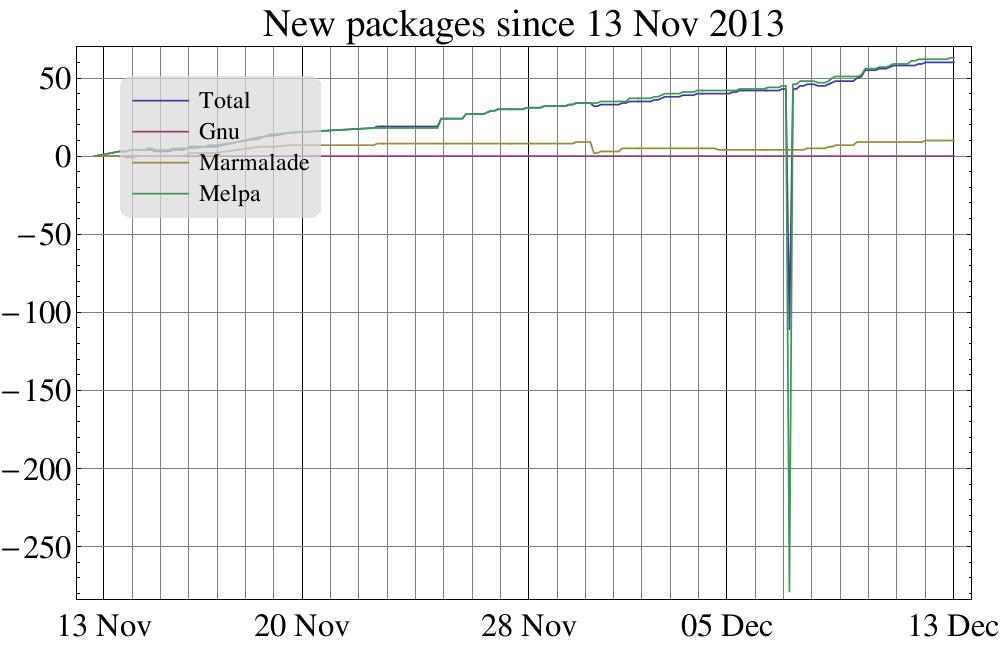 New packages since 13 Nov 2013
50
0
−50
−100
−150
−200
−250
Total
Gnu
Marmalade
Melpa
13 Nov
20 Nov
28 Nov
05 Dec
13 Dec